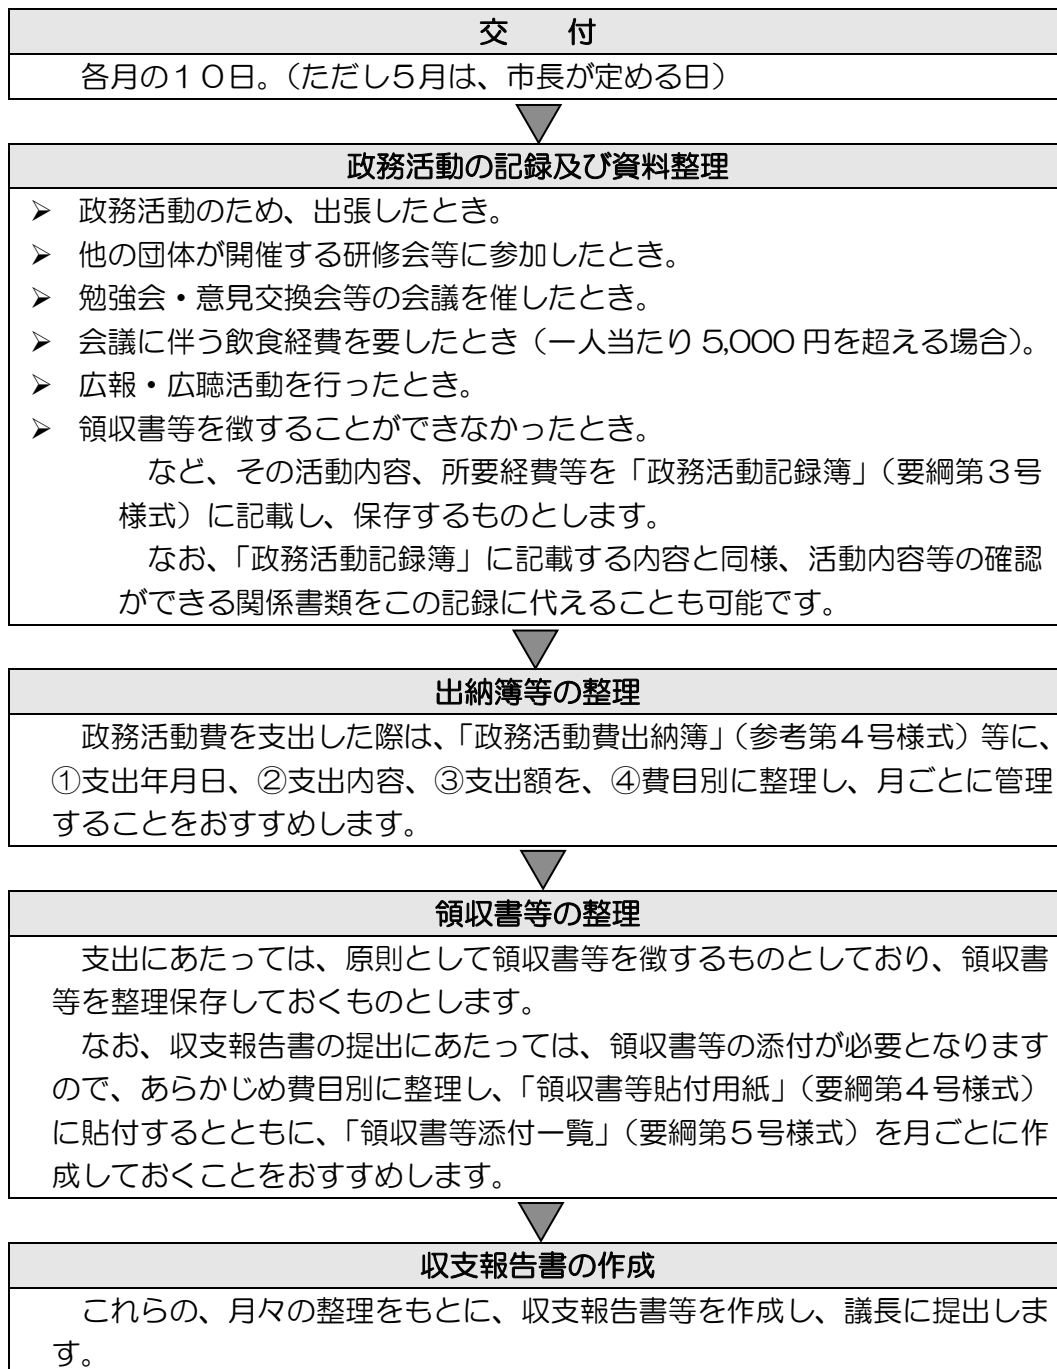 交　　付
各月の１０日。（ただし５月は、市長が定める日）
政務活動の記録及び資料整理
➢ 政務活動のため、出張したとき。
➢ 他の団体が開催する研修会等に参加したとき。
➢ 勉強会・意見交換会等の会議を催したとき。
➢ 会議に伴う飲食経費を要したとき（一人当たり 5,000 円を超える場合）。
➢ 広報・広聴活動を行ったとき。
➢ 領収書等を徴することができなかったとき。
など、その活動内容、所要経費等を「政務活動記録簿」（要綱第３号
様式）に記載し、保存するものとします。
なお、「政務活動記録簿」に記載する内容と同様、活動内容等の確認
ができる関係書類をこの記録に代えることも可能です。
出納簿等の整理
政務活動費を支出した際は、「政務活動費出納簿」（参考第４号様式）等に、
①支出年月日、②支出内容、③支出額を、④費目別に整理し、月ごとに管理
することをおすすめします。
領収書等の整理
支出にあたっては、原則として領収書等を徴するものとしており、領収書
等を整理保存しておくものとします。
なお、収支報告書の提出にあたっては、領収書等の添付が必要となります
ので、あらかじめ費目別に整理し、「領収書等貼付用紙」（要綱第４号様式）
に貼付するとともに、「領収書等添付一覧」（要綱第５号様式）を月ごとに作
成しておくことをおすすめします。
収支報告書の作成
これらの、月々の整理をもとに、収支報告書等を作成し、議長に提出しま
す。